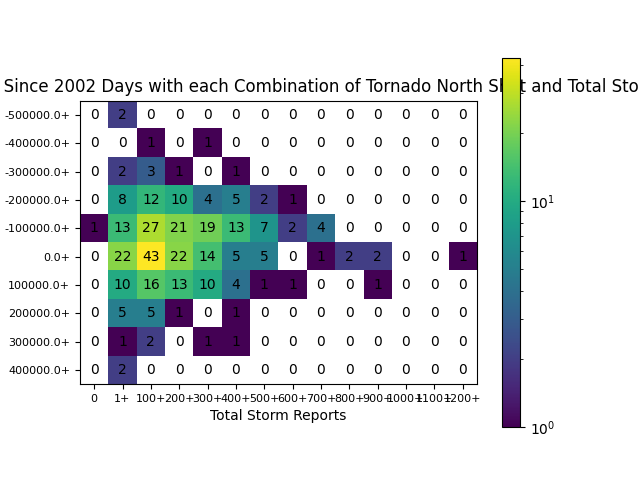 Since 2002 Days with each Combination of Tornado North Sh t and Total Sto
-500000.0+ 0 2 0 0 0 0 0 0 0 0 0 0 0 0
-400000.0+ 0 0 1 0 1 0 0 0 0 0 0 0 0 0
-300000.0+ 0 2 3 1 0 1 0 0 0 0 0 0 0 0
-200000.0+ 0 8 12 10 4 5 2 1 0 0 0 0 0 0
-100000.0+ 1 13 27 21 19 13 7 2 4 0 0 0 0 0
0.0+ 0 22 43 22 14 5 5 0 1 2 2 0 0 1
100000.0+ 0 10 16 13 10 4 1 1 0 0 1 0 0 0
200000.0+ 0 5 5 1 0 1 0 0 0 0 0 0 0 0
300000.0+ 0 1 2 0 1 1 0 0 0 0 0 0 0 0
400000.0+ 0 2 0 0 0 0 0 0 0 0 0 0 0 0
0 1+ 100+ 200+ 300+ 400+ 500+ 600+ 700+ 800+ 900+ 1000+ 1100+ 1200+
Total Storm Reports
10¹
10⁰